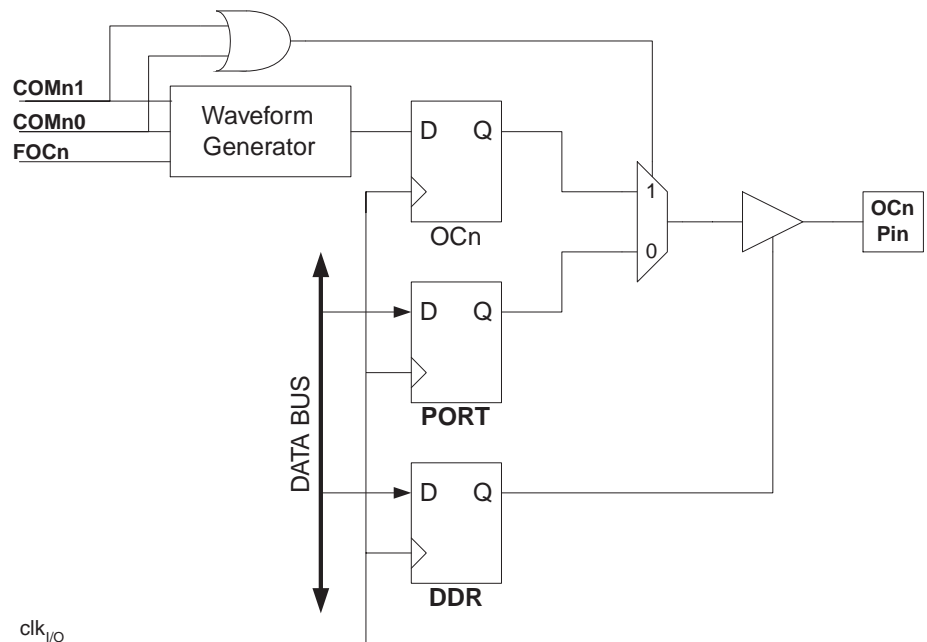 COMn1
COMn0
FOCn
Waveform
Generator
D Q
OCn
1
0
OCn
Pin
D Q
PORT
DATA BUS
D Q
DDR
clkI/O